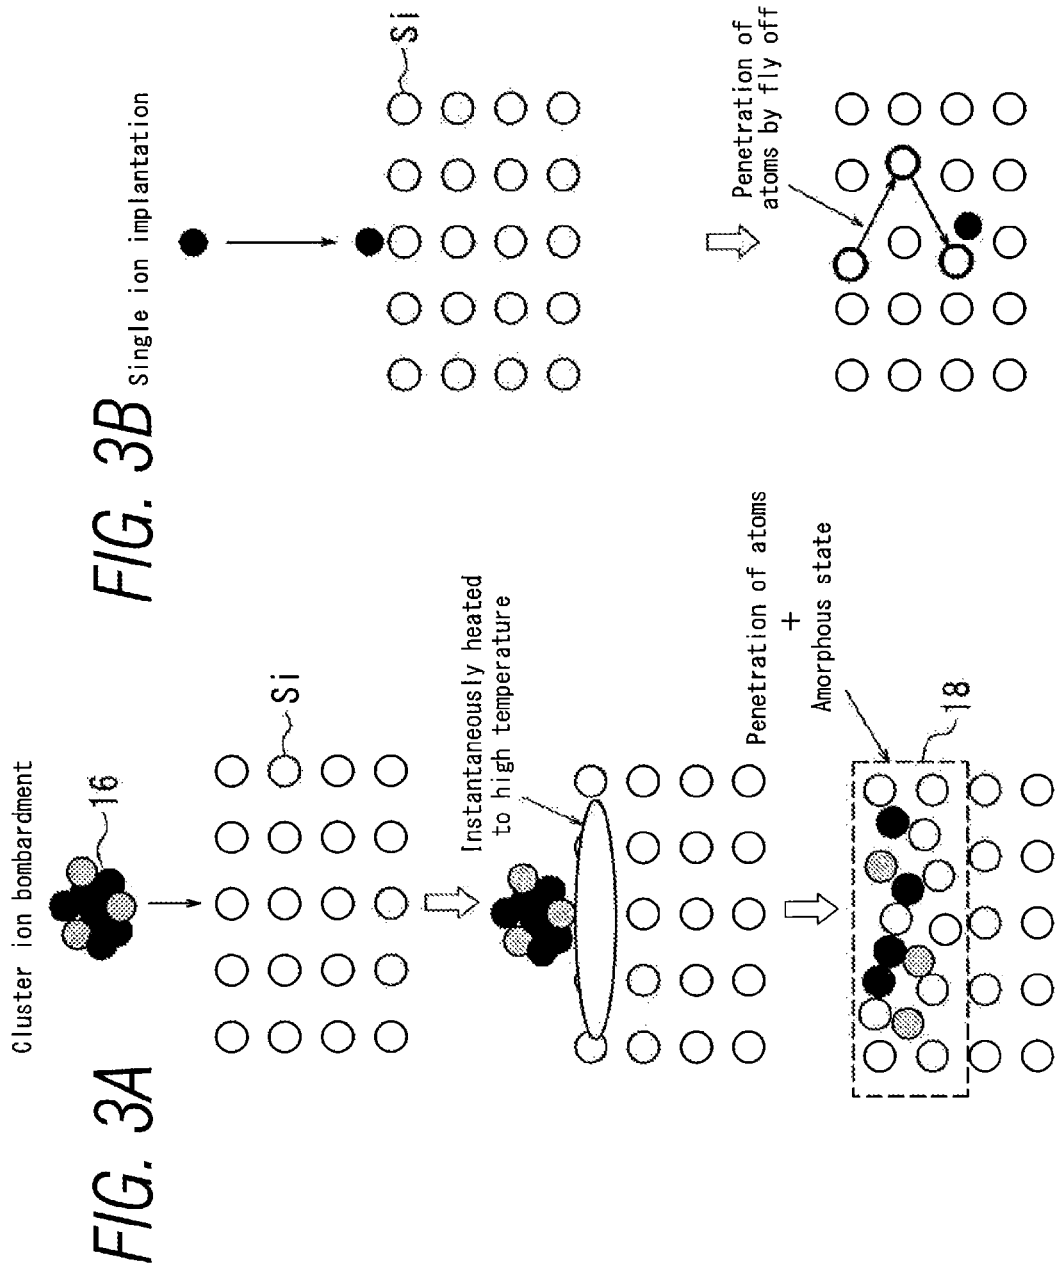 FIG. 3A
Cluster ion bombardment
16
Si
Instantaneously heated
to high temperature
Penetration of atoms
+
Amorphous state
18
FIG. 3B
Single ion implantation
Si
Penetration of
atoms by fly off